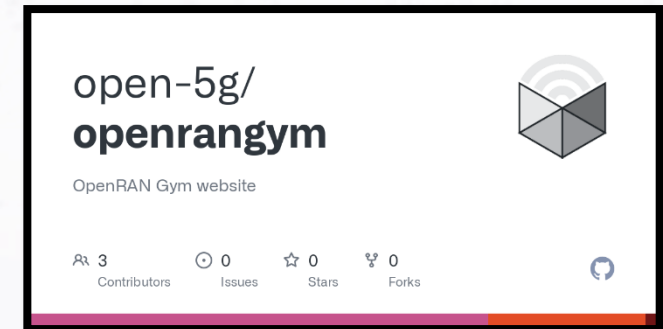 open-5g/
openrangym
OpenRAN Gym website
3 0 0 0
Contributors Issues Stars Forks